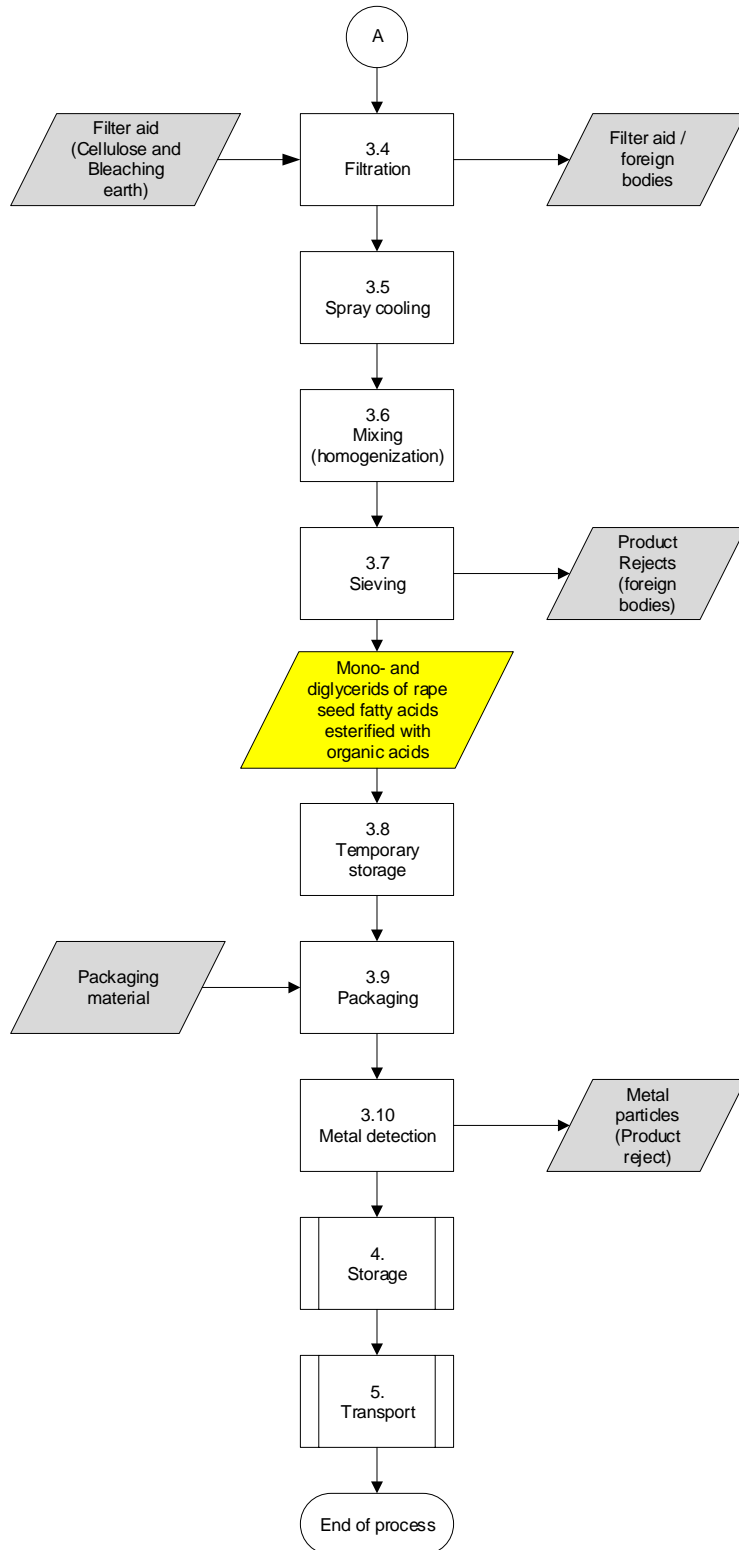 A
Filter aid
(Cellulose and
Bleaching
earth)
3.4
Filtration
Filter aid /
foreign
bodies
3.5
Spray cooling
3.6
Mixing
(homogenization)
3.7
Sieving
Product
Rejects
(foreign
bodies)
Mono- and
diglycerids of rape
seed fatty acids
esterified with
organic acids
3.8
Temporary
storage
Packaging
material
3.9
Packaging
3.10
Metal detection
Metal
particles
(Product
reject)
4.
Storage
5.
Transport
End of process